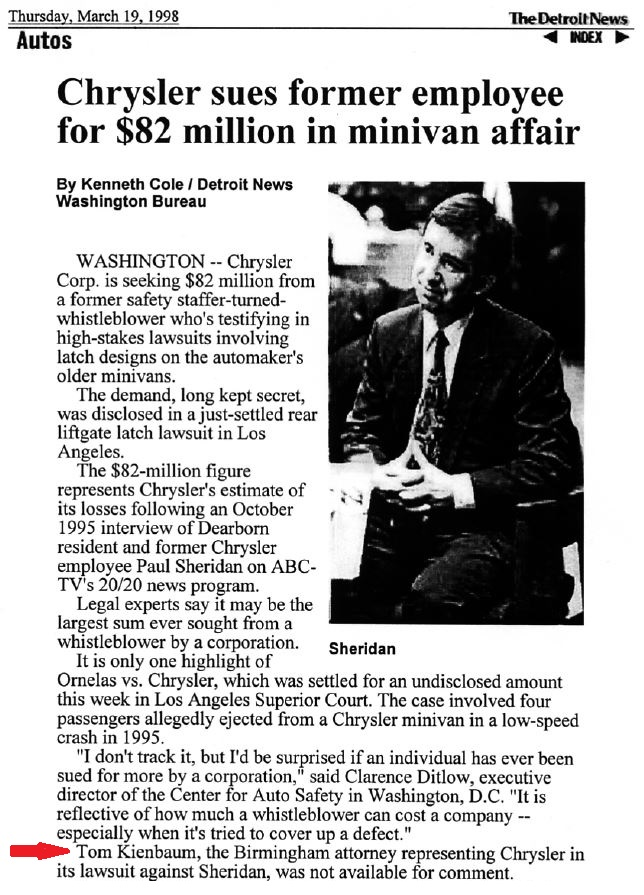 Thursday, March 19, 1998
The Detroit News
Autos
INDEX
Chrysler sues former employee
for $82 million in minivan affair
By Kenneth Cole / Detroit News
Washington Bureau
WASHINGTON -- Chrysler
Corp. is seeking $82 million from
a former safety staffer-turned-
whistleblower who's testifying in
high-stakes lawsuits involving
latch designs on the automaker's
older minivans.
The demand, long kept secret,
was disclosed in a just-settled rear
liftgate latch lawsuit in Los
Angeles.
The $82-million figure
represents Chrysler's estimate of
its losses following an October
1995 interview of Dearborn
resident and former Chrysler
employee Paul Sheridan on ABC-
TV's 20/20 news program.
Legal experts say it may be the
largest sum ever sought from a
whistleblower by a corporation.
Sheridan
It is only one highlight of
Ornelas vs. Chrysler, which was settled for an undisclosed amount
this week in Los Angeles Superior Court. The case involved four
passengers allegedly ejected from a Chrysler minivan in a low-speed
crash in 1995.
"I don't track it, but I'd be surprised if an individual has ever been
sued for more by a corporation," said Clarence Ditlow, executive
director of the Center for Auto Safety in Washington, D.C. "It is
reflective of how much a whistleblower can cost a company --
especially when it's tried to cover up a defect."
Tom Kienbaum, the Birmingham attorney representing Chrysler in
its lawsuit against Sheridan, was not available for comment.